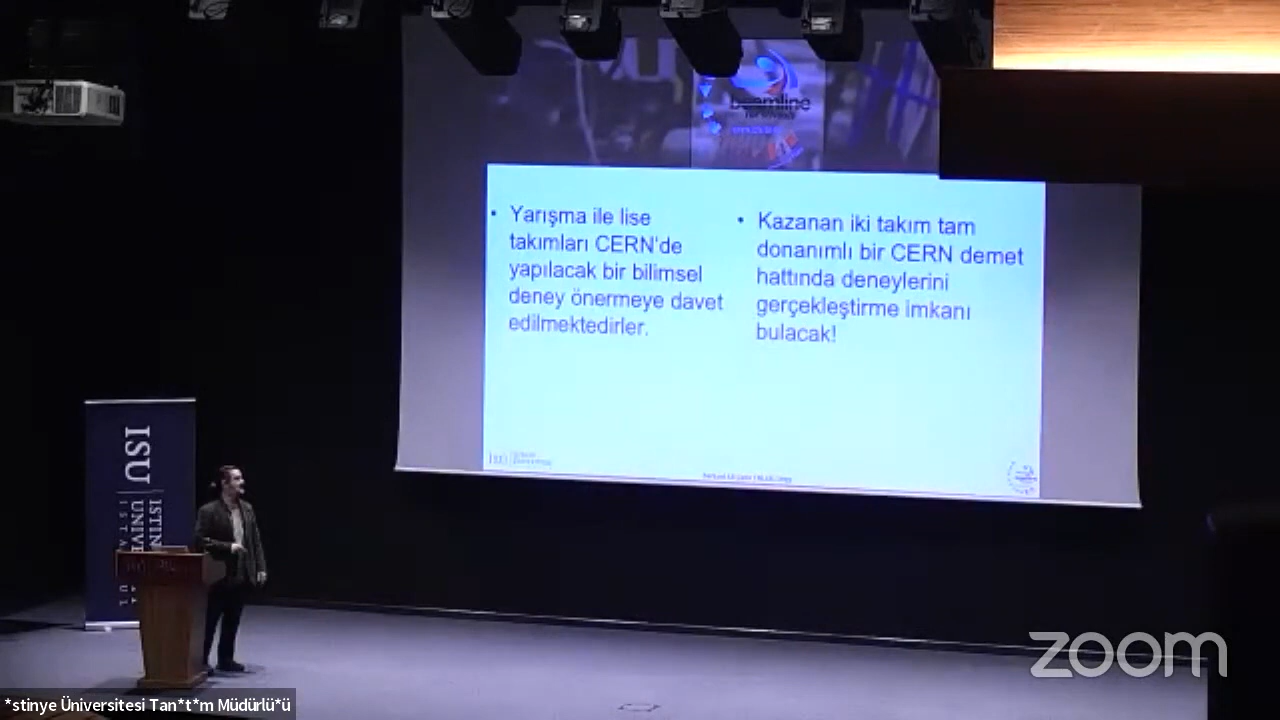 beamline
• Yarışma ile lise
takımları CERN'de
yapılacak bir bilimsel
deney önermeye davet
edilmektedirler.
• Kazanan iki takım tam
donanımlı bir CERN demet
hattında deneylerini
gerçekleştirme imkanı
bulacak!
ISU
zoom
*stinye Üniversitesi Tan*t*m Müdürlü*ü